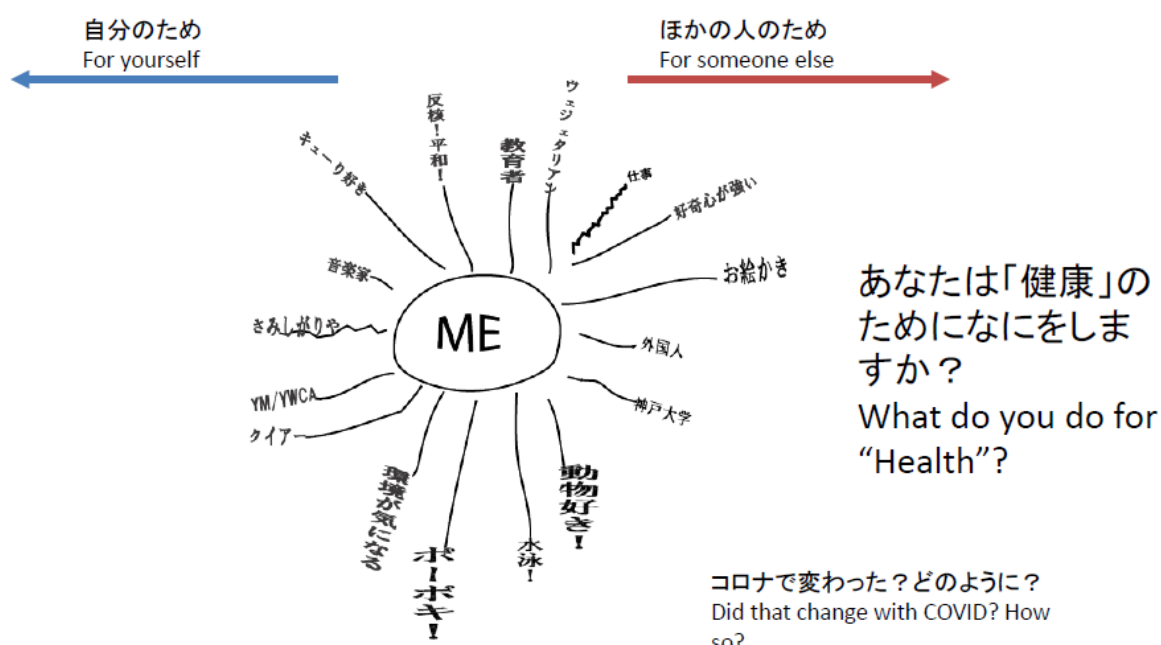 自分のため
For yourself
ほかの人のため
For someone else
キューり好き
反核！平和！
教育者
ウェジェタリアン
仕事
好奇心が強い
お絵かき
外国人
神戸大学
動物好き！
水泳！
ボーボキ！
環境が気になる
クイアー
YM/YWCA
さみしがりや
音楽家
ME
あなたは「健康」の
ためになにをしま
すか？
What do you do for
“Health”?
コロナで変わった？どのように？
Did that change with COVID? How
so?